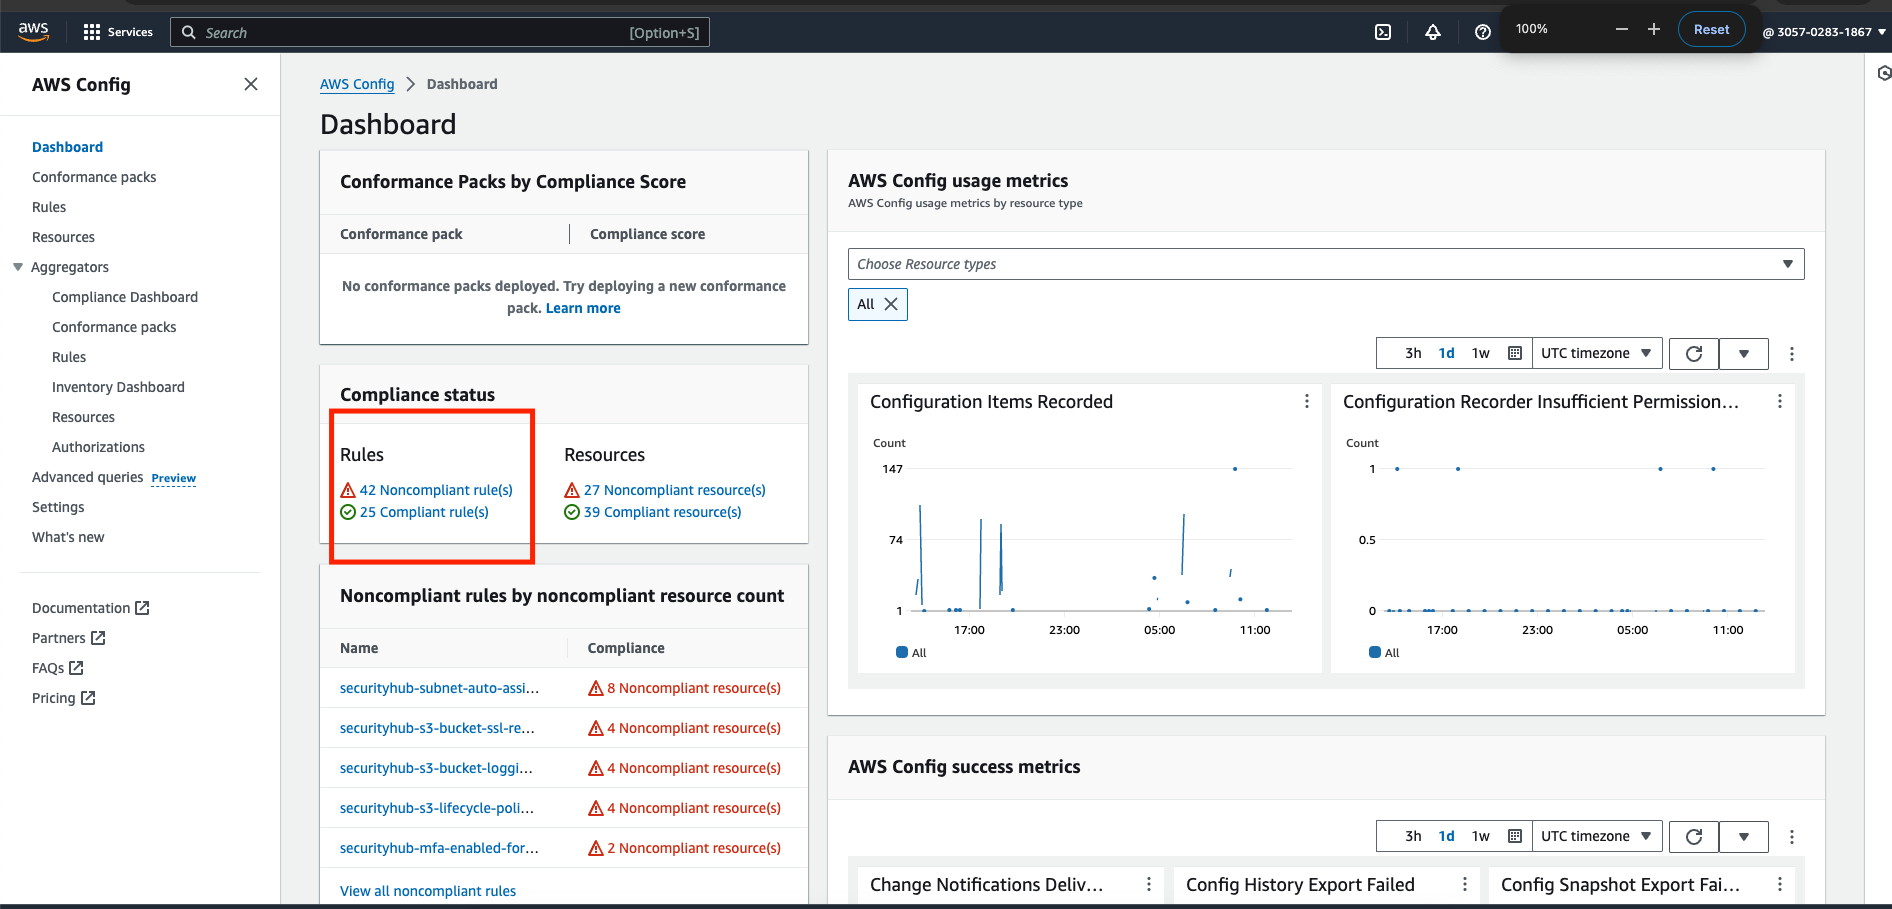 aws
Services
Search
[Option+S]
100%
Reset
@ 3057-0283-1867
AWS Config
Dashboard
Conformance packs
Rules
Resources
Aggregators
Compliance Dashboard
Conformance packs
Rules
Inventory Dashboard
Resources
Authorizations
Advanced queries Preview
Settings
What's new
Documentation
Partners
FAQs
Pricing
AWS Config
Dashboard
Dashboard
Conformance Packs by Compliance Score
Conformance pack
Compliance score
No conformance packs deployed. Try deploying a new conformance
pack. Learn more
Compliance status
Rules
42 Noncompliant rule(s)
25 Compliant rule(s)
Resources
27 Noncompliant resource(s)
39 Compliant resource(s)
Noncompliant rules by noncompliant resource count
Name
Compliance
securityhub-subnet-auto-assi...
8 Noncompliant resource(s)
securityhub-s3-bucket-ssl-re...
4 Noncompliant resource(s)
securityhub-s3-bucket-loggi...
4 Noncompliant resource(s)
securityhub-s3-lifecycle-poli...
4 Noncompliant resource(s)
securityhub-mfa-enabled-for...
2 Noncompliant resource(s)
View all noncompliant rules
AWS Config usage metrics
AWS Config usage metrics by resource type
Choose Resource types
All
3h 1d 1w
UTC timezone
Configuration Items Recorded
Count
147
74
1
17:00
23:00
05:00
11:00
All
Configuration Recorder Insufficient Permission...
Count
1
0.5
0
17:00
23:00
05:00
11:00
All
AWS Config success metrics
3h 1d 1w
UTC timezone
Change Notifications Deliv...
Config History Export Failed
Config Snapshot Export Fai...